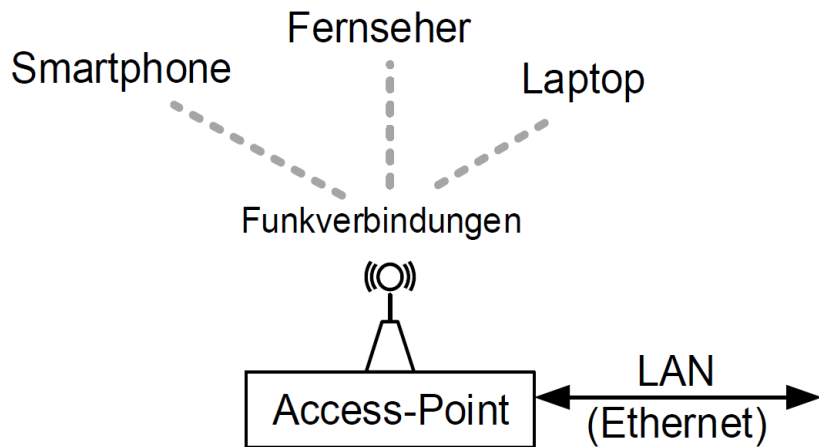 Fernseher
Smartphone
Laptop
Funkverbindungen
Access-Point
LAN
(Ethernet)